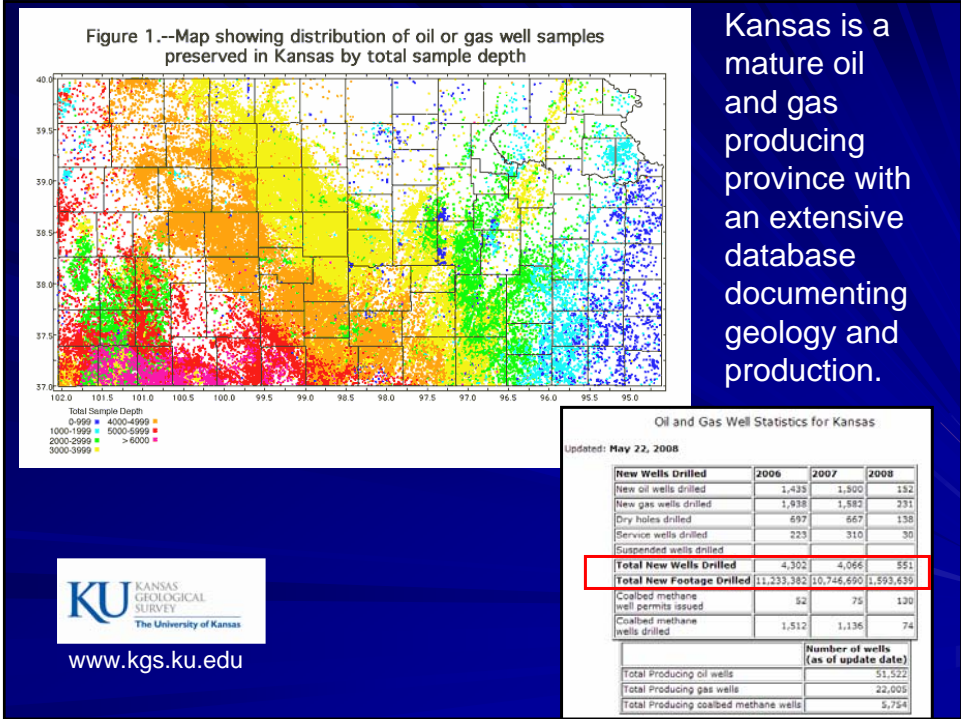 Figure 1.--Map showing distribution of oil or gas well samples
preserved in Kansas by total sample depth
40.0
39.5
39.0
38.5
38.0
37.5
37.0
102.0 101.5 101.0 100.5 100.0 99.5 99.0 98.5 98.0 97.5 97.0 96.5 96.0 95.5 95.0
Total Sample Depth
0-999 4000-4999
1000-1999 5000-5999
2000-2999 >6000
3000-3999
Kansas is a
mature oil
and gas
producing
province with
an extensive
database
documenting
geology and
production.
Oil and Gas Well Statistics for Kansas
Updated: May 22, 2008
New Wells Drilled 2006 2007 2008
New oil wells drilled 1,435 1,500 152
New gas wells drilled 1,938 1,582 231
Dry holes drilled 697 667 138
Service wells drilled 223 310 30
Suspended wells drilled
Total New Wells Drilled 4,302 4,066 551
Total New Footage Drilled 11,233,382 10,746,690 1,593,639
Coalbed methane
well permits issued 52 75 130
Coalbed methane
wells drilled 1,512 1,136 74
Number of wells
(as of update date)
Total Producing oil wells 51,522
Total Producing gas wells 22,005
Total Producing coalbed methane wells 5,754
KU KANSAS
GEOLOGICAL
SURVEY
The University of Kansas
www.kgs.ku.edu